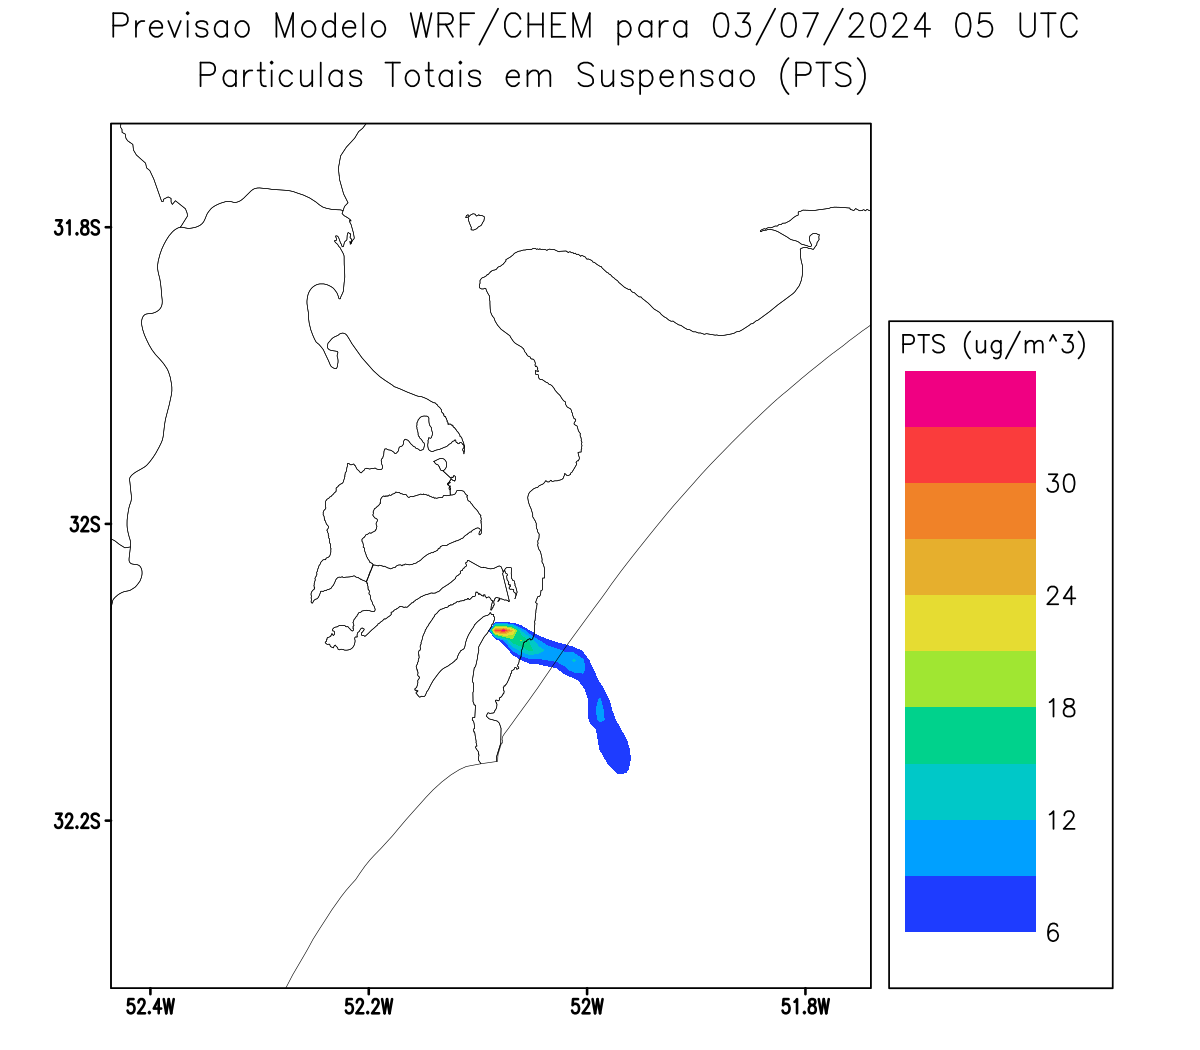 Previsao Modelo WRF/CHEM para 03/07/2024 05 UTC
Particulas Totais em Suspensao (PTS)
31.8S
32S
32.2S
52.4W 52.2W 52W 51.8W
PTS (ug/m^3)
30
24
18
12
6